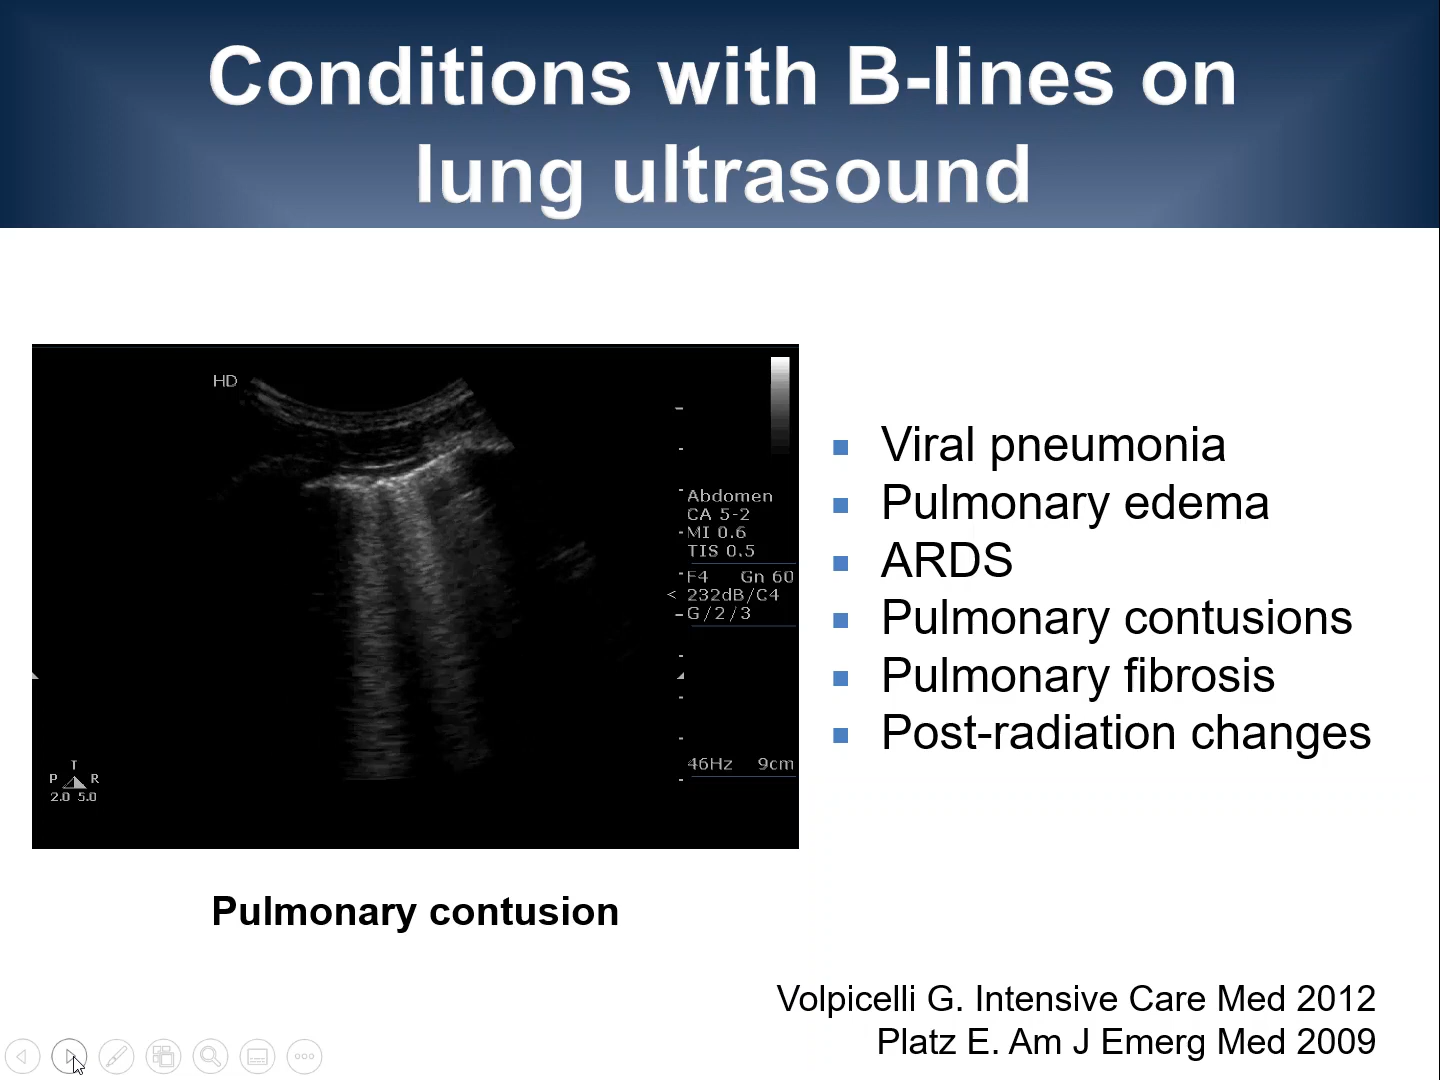 Conditions with B-lines on
lung ultrasound
HD
Abdomen
CA 5-2
MI 0.6
TIS 0.5
F4 Gn 60
< 232dB/C4
G/2/3
46Hz 9cm
T
P R
2.0 5.0
Viral pneumonia
Pulmonary edema
ARDS
Pulmonary contusions
Pulmonary fibrosis
Post-radiation changes
Pulmonary contusion
Volpicelli G. Intensive Care Med 2012
Platz E. Am J Emerg Med 2009